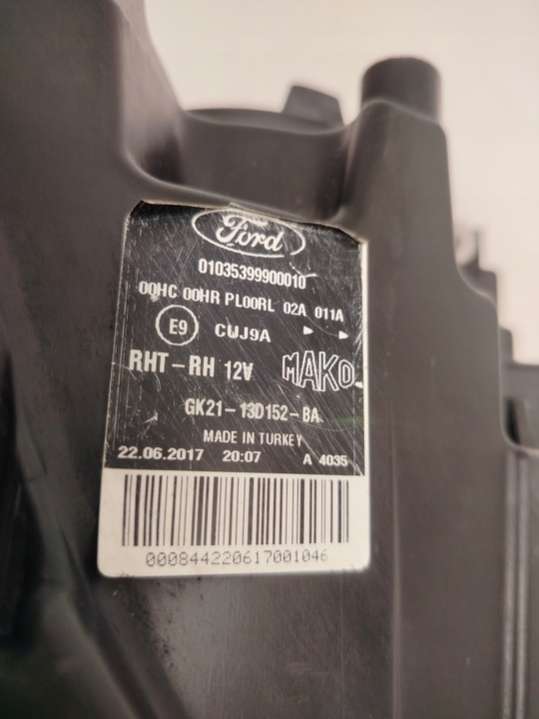 Ford
01035399900010
00HC 00HR PL00RL 02A 011A
E9 CUJ9A
RHT-RH 12V MAKO
GK21-13D152-BA
MADE IN TURKEY
22.06.2017 20:07 A 4035
000844220617001046